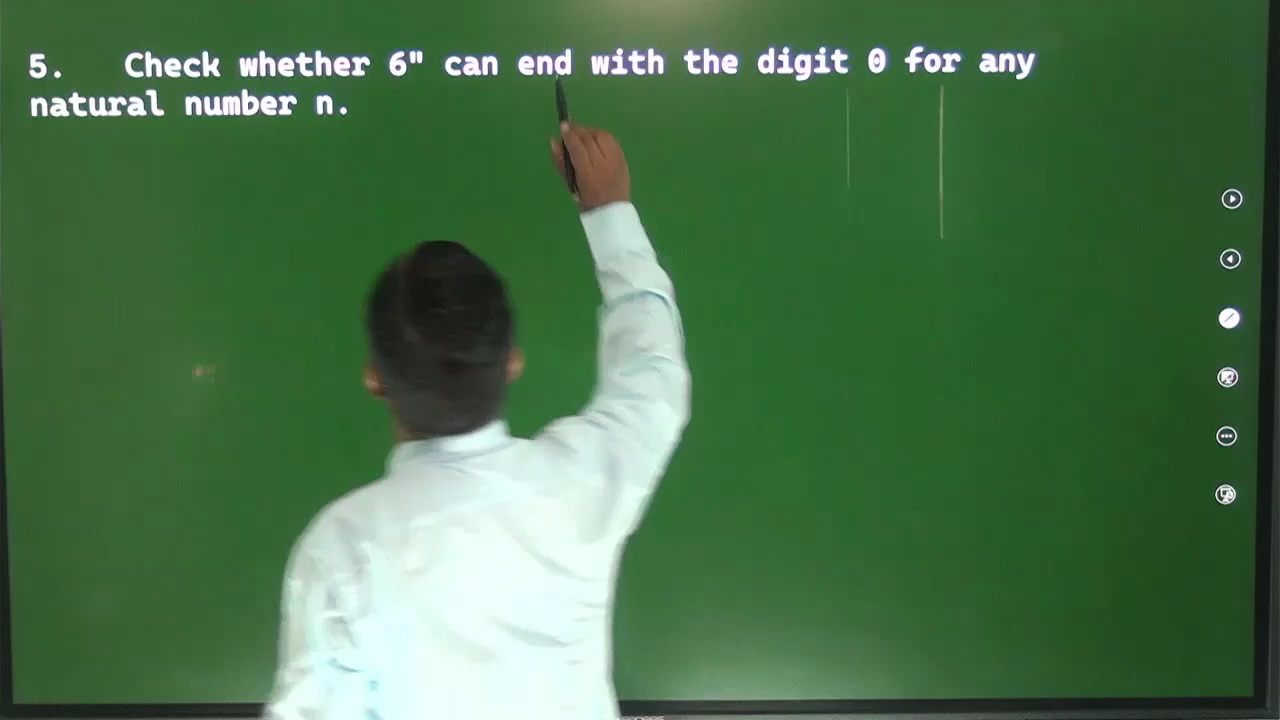 5. Check whether 6" can end with the digit 0 for any
natural number n.